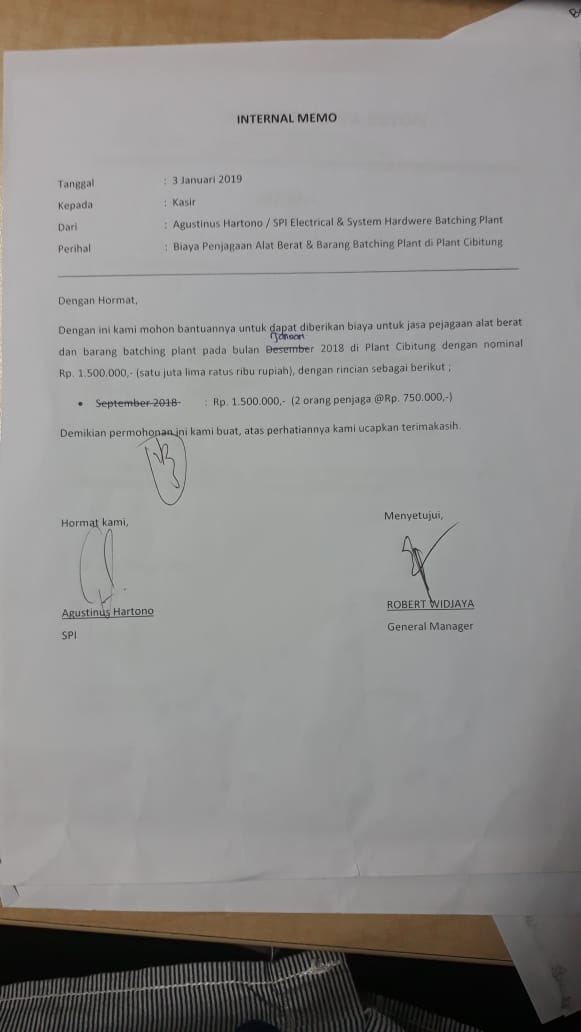 INTERNAL MEMO
Tanggal : 3 Januari 2019
Kepada : Kasir
Dari : Agustinus Hartono / SPI Electrical & System Hardwere Batching Plant
Perihal : Biaya Penjagaan Alat Berat & Barang Batching Plant di Plant Cibitung
Dengan Hormat,
Dengan ini kami mohon bantuannya untuk dapat diberikan biaya untuk jasa pejagaan alat berat
dan barang batching plant pada bulan Desember 2018 di Plant Cibitung dengan nominal
Rp. 1.500.000,- (satu juta lima ratus ribu rupiah), dengan rincian sebagai berikut ;
• September 2018 : Rp. 1.500.000,- (2 orang penjaga @Rp. 750.000,-)
Demikian permohonan ini kami buat, atas perhatiannya kami ucapkan terimakasih.
Hormat kami,
Menyetujui,
Agustinus Hartono
ROBERT WIDJAYA
SPI
General Manager